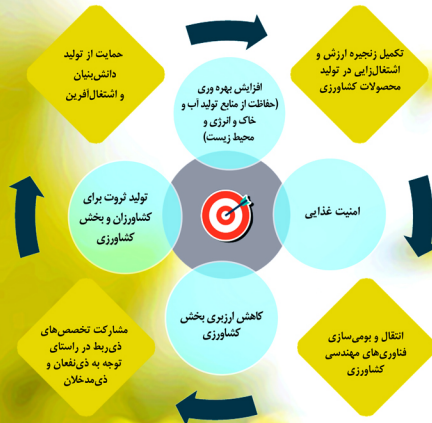 تکمیل زنجیره ارزش و
اشتغال‌زایی در تولید
محصولات کشاورزی
حمایت از تولید
دانش‌بنیان
و اشتغال‌آفرین
افزایش بهره وری
(حفاظت از منابع تولید آب و
خاک و انرژی و
محیط زیست)
امنیت غذایی
تولید ثروت برای
کشاورزان و بخش
کشاورزی
کاهش ارزبری بخش
کشاورزی
انتقال و بومی‌سازی
فناوری‌های مهندسی
کشاورزی
مشارکت تخصص‌های
ذی‌ربط در راستای
توجه به ذی‌نفعان و
ذی‌مدخلان